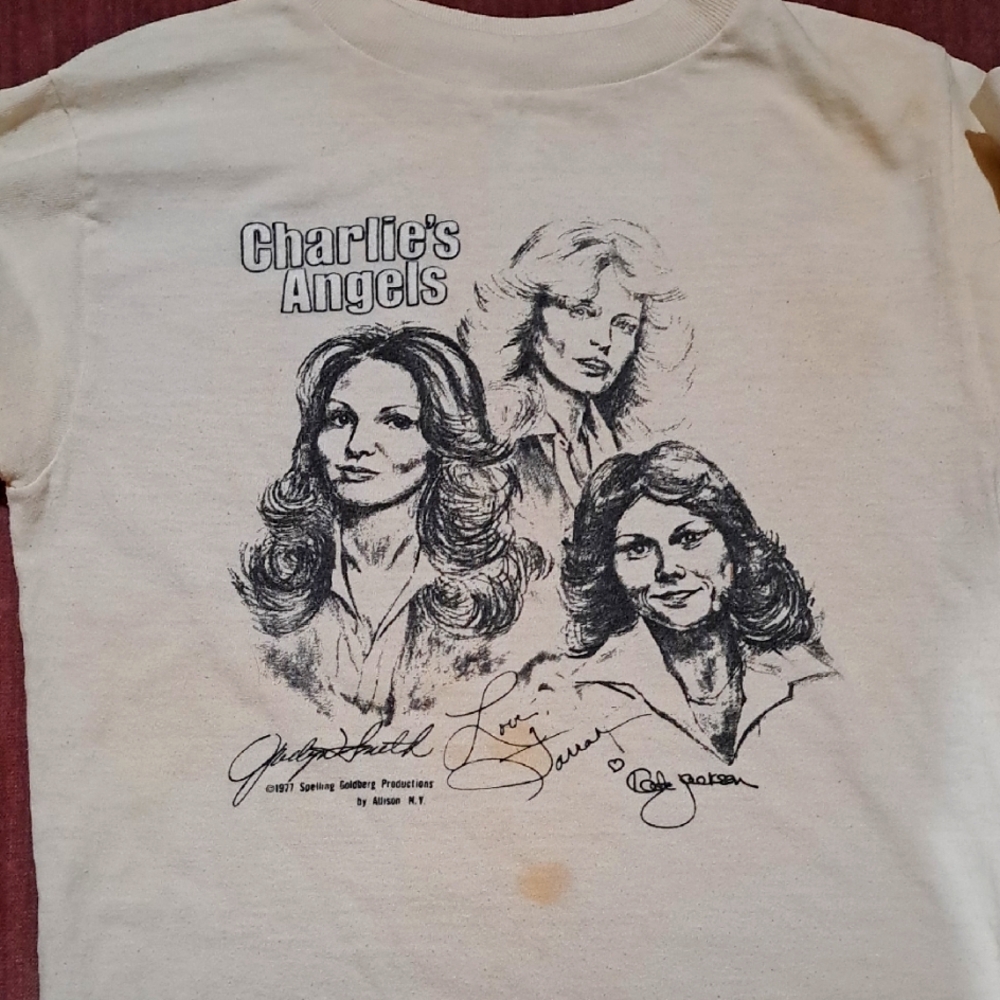 Charlie's
Angels
Jaclyn Smith
Love,
Farrah
Kate Jackson
©1977 Spelling Goldberg Productions
by Allison N.Y.